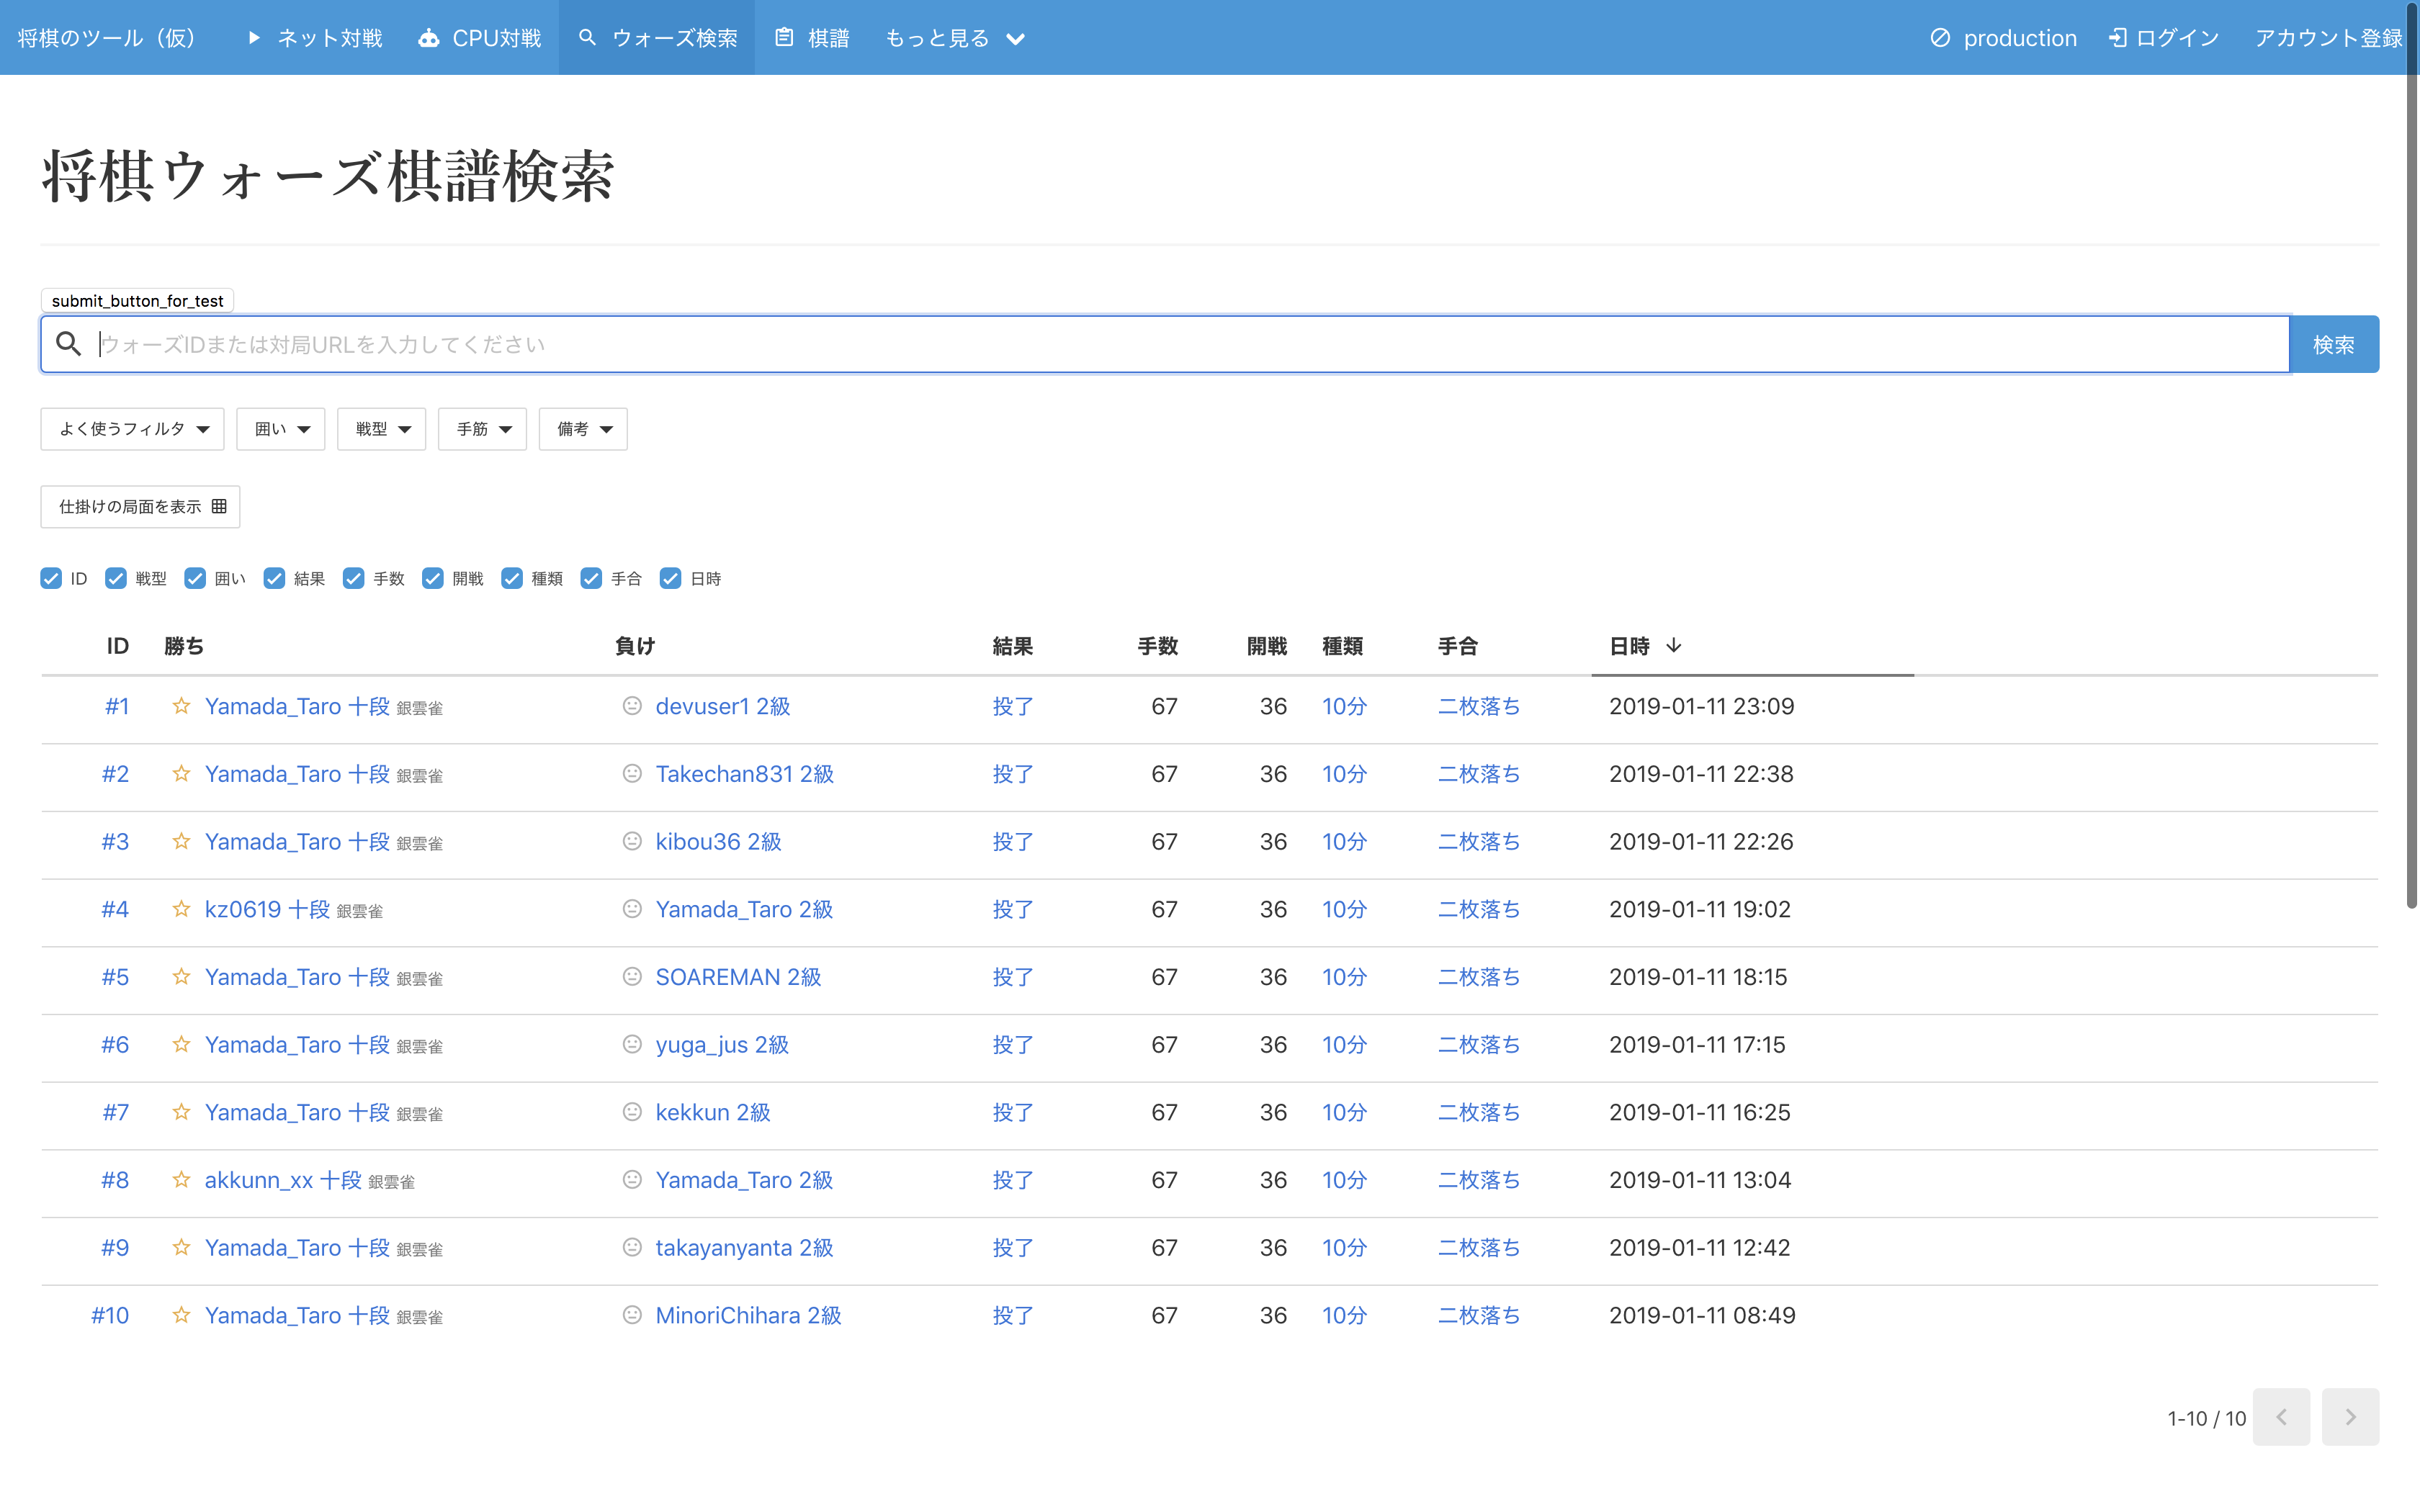 将棋のツール（仮） ネット対戦 CPU対戦 ウォーズ検索 棋譜 もっと見る production ログイン アカウント登録
将棋ウォーズ棋譜検索
submit_button_for_test
ウォーズIDまたは対局URLを入力してください 検索
よく使うフィルタ 囲い 戦型 手筋 備考
仕掛けの局面を表示
ID 戦型 囲い 結果 手数 開戦 種類 手合 日時
ID 勝ち 負け 結果 手数 開戦 種類 手合 日時
#1 Yamada_Taro 十段 銀雲雀 devuser1 2級 投了 67 36 10分 二枚落ち 2019-01-11 23:09
#2 Yamada_Taro 十段 銀雲雀 Takechan831 2級 投了 67 36 10分 二枚落ち 2019-01-11 22:38
#3 Yamada_Taro 十段 銀雲雀 kibou36 2級 投了 67 36 10分 二枚落ち 2019-01-11 22:26
#4 kz0619 十段 銀雲雀 Yamada_Taro 2級 投了 67 36 10分 二枚落ち 2019-01-11 19:02
#5 Yamada_Taro 十段 銀雲雀 SOAREMAN 2級 投了 67 36 10分 二枚落ち 2019-01-11 18:15
#6 Yamada_Taro 十段 銀雲雀 yuga_jus 2級 投了 67 36 10分 二枚落ち 2019-01-11 17:15
#7 Yamada_Taro 十段 銀雲雀 kekkun 2級 投了 67 36 10分 二枚落ち 2019-01-11 16:25
#8 akkunn_xx 十段 銀雲雀 Yamada_Taro 2級 投了 67 36 10分 二枚落ち 2019-01-11 13:04
#9 Yamada_Taro 十段 銀雲雀 takayanyanta 2級 投了 67 36 10分 二枚落ち 2019-01-11 12:42
#10 Yamada_Taro 十段 銀雲雀 MinoriChihara 2級 投了 67 36 10分 二枚落ち 2019-01-11 08:49
1-10 / 10